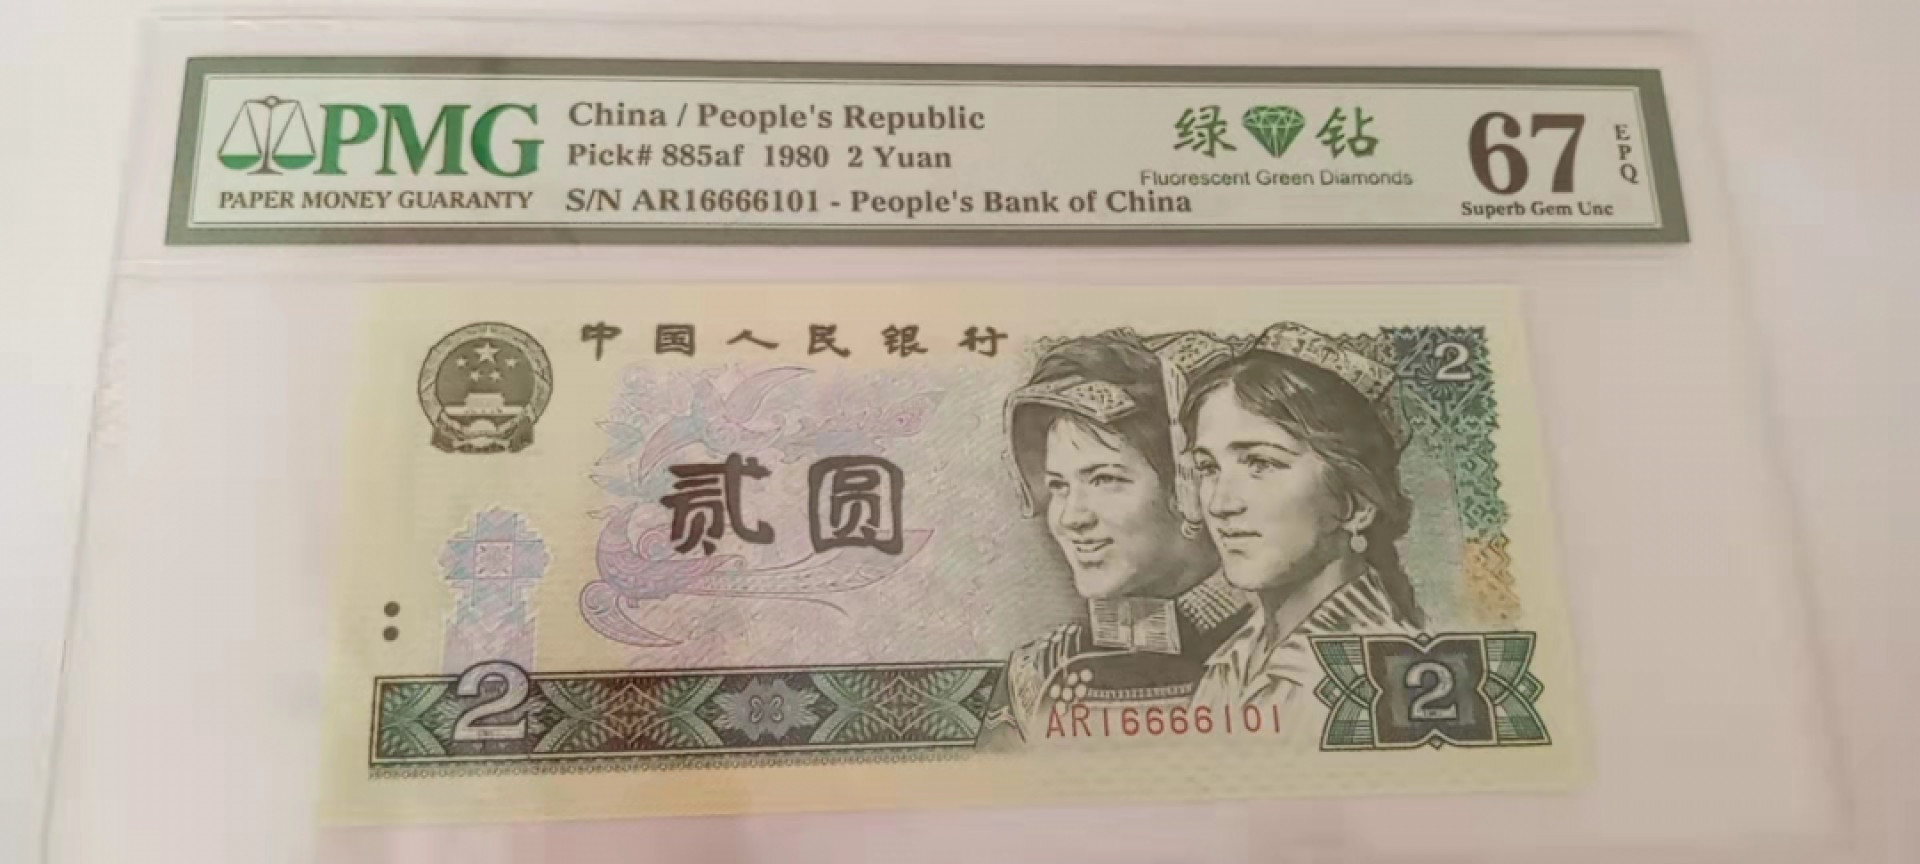 PMG
PAPER MONEY GUARANTY
China / People's Republic
Pick# 885af 1980 2 Yuan
S/N AR16666101 - People's Bank of China
绿钻
Fluorescent Green Diamonds
67
EPQ
Superb Gem Unc
中国人民银行
2
贰圆
2
AR16666101
2